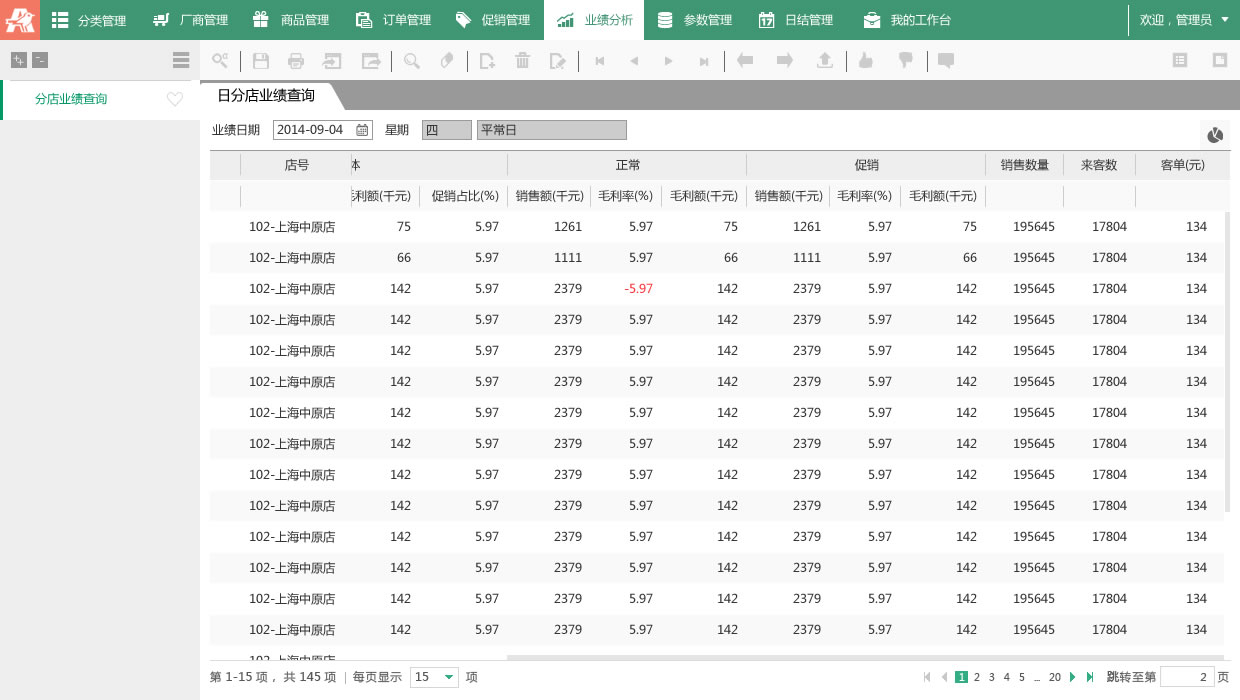 分类管理 厂商管理 商品管理 订单管理 促销管理 业绩分析 参数管理 日结管理 我的工作台 欢迎，管理员
分店业绩查询
日分店业绩查询
业绩日期 2014-09-04 星期 四 平常日
店号 正常 促销 销售数量 来客数 客单(元)
毛利额(千元) 促销占比(%) 销售额(千元) 毛利率(%) 毛利额(千元) 销售额(千元) 毛利率(%) 毛利额(千元)
102-上海中原店 75 5.97 1261 5.97 75 1261 5.97 75 195645 17804 134
102-上海中原店 66 5.97 1111 5.97 66 1111 5.97 66 195645 17804 134
102-上海中原店 142 5.97 2379 -5.97 142 2379 5.97 142 195645 17804 134
102-上海中原店 142 5.97 2379 5.97 142 2379 5.97 142 195645 17804 134
102-上海中原店 142 5.97 2379 5.97 142 2379 5.97 142 195645 17804 134
102-上海中原店 142 5.97 2379 5.97 142 2379 5.97 142 195645 17804 134
102-上海中原店 142 5.97 2379 5.97 142 2379 5.97 142 195645 17804 134
102-上海中原店 142 5.97 2379 5.97 142 2379 5.97 142 195645 17804 134
102-上海中原店 142 5.97 2379 5.97 142 2379 5.97 142 195645 17804 134
102-上海中原店 142 5.97 2379 5.97 142 2379 5.97 142 195645 17804 134
102-上海中原店 142 5.97 2379 5.97 142 2379 5.97 142 195645 17804 134
102-上海中原店 142 5.97 2379 5.97 142 2379 5.97 142 195645 17804 134
102-上海中原店 142 5.97 2379 5.97 142 2379 5.97 142 195645 17804 134
102-上海中原店 142 5.97 2379 5.97 142 2379 5.97 142 195645 17804 134
102-上海中原店
第 1-15 项，共 145 项 | 每页显示 15 项 1 2 3 4 5 ... 20 跳转至第 2 页